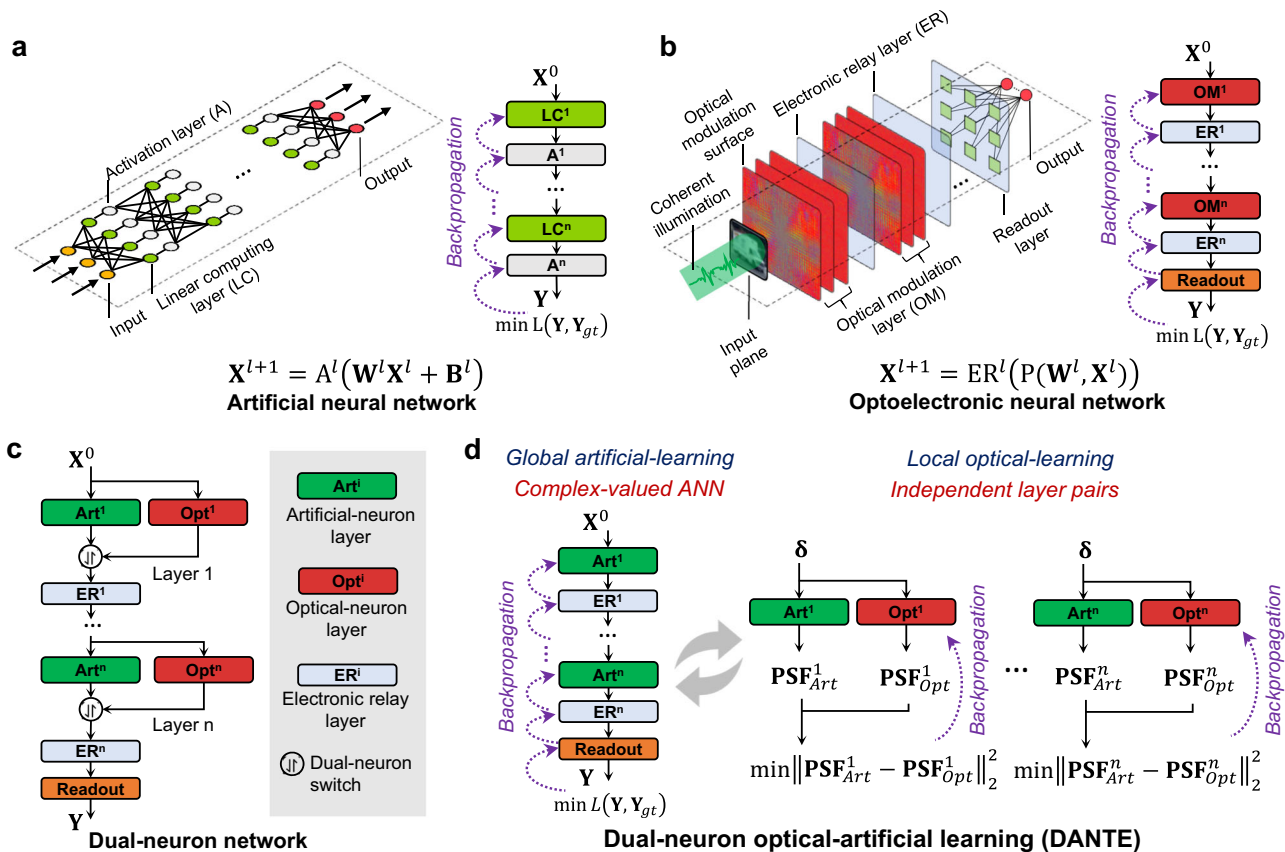 a
Activation layer (A)
...
Output
Linear computing
layer (LC)
Input
X⁰
LC¹
A¹
...
LCⁿ
Aⁿ
Y
min L(Y, Y_gt)
Backpropagation
X^{l+1} = A^l(W^l X^l + B^l)
Artificial neural network
b
Electronic relay layer (ER)
Optical
modulation
surface
Coherent
illumination
Input
plane
Optical modulation
layer (OM)
...
Readout
layer
Output
X⁰
OM¹
ER¹
...
OMⁿ
ERⁿ
Readout
Y
min L(Y, Y_gt)
Backpropagation
X^{l+1} = ER^l(P(W^l, X^l))
Optoelectronic neural network
c
X⁰
Art¹
Opt¹
Layer 1
ER¹
...
Artⁿ
Optⁿ
Layer n
ERⁿ
Readout
Y
Artⁱ
Artificial-neuron
layer
Optⁱ
Optical-neuron
layer
ERⁱ
Electronic relay
layer
Dual-neuron
switch
Dual-neuron network
d
Global artificial-learning
Complex-valued ANN
X⁰
Art¹
ER¹
...
Artⁿ
ERⁿ
Readout
Y
min L(Y, Y_gt)
Backpropagation
Local optical-learning
Independent layer pairs
δ
Art¹
Opt¹
PSF¹_Art
PSF¹_Opt
min‖PSF¹_Art − PSF¹_Opt‖²₂
Backpropagation
...
δ
Artⁿ
Optⁿ
PSFⁿ_Art
PSFⁿ_Opt
min‖PSFⁿ_Art − PSFⁿ_Opt‖²₂
Backpropagation
Dual-neuron optical-artificial learning (DANTE)